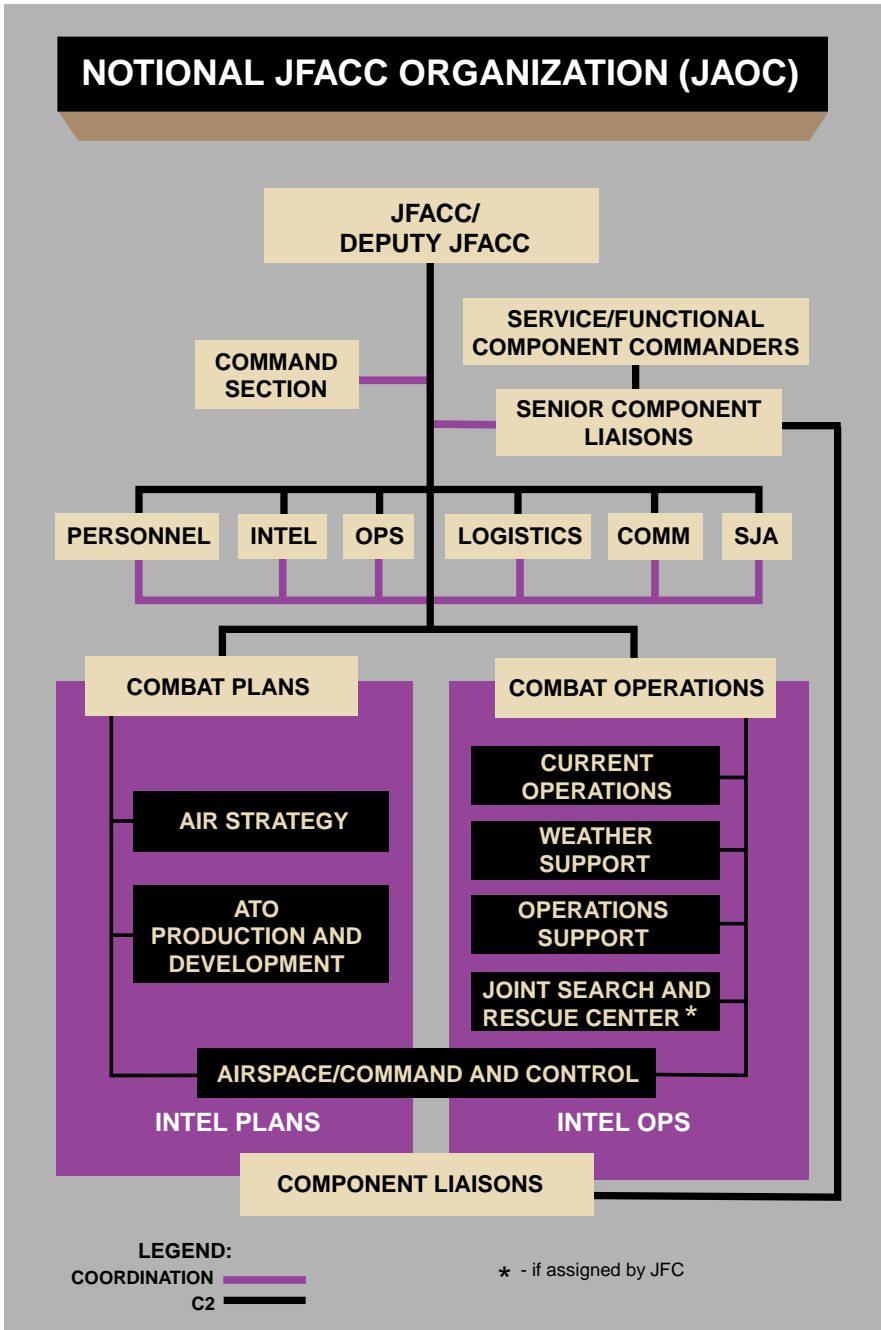 NOTIONAL JFACC ORGANIZATION (JAOC)
JFACC/
DEPUTY JFACC
SERVICE/FUNCTIONAL
COMPONENT COMMANDERS
COMMAND
SECTION
SENIOR COMPONENT
LIAISONS
PERSONNEL
INTEL
OPS
LOGISTICS
COMM
SJA
COMBAT PLANS
AIR STRATEGY
ATO
PRODUCTION AND
DEVELOPMENT
COMBAT OPERATIONS
CURRENT
OPERATIONS
WEATHER
SUPPORT
OPERATIONS
SUPPORT
JOINT SEARCH AND
RESCUE CENTER *
AIRSPACE/COMMAND AND CONTROL
INTEL PLANS
INTEL OPS
COMPONENT LIAISONS
LEGEND:
COORDINATION
C2
* - if assigned by JFC